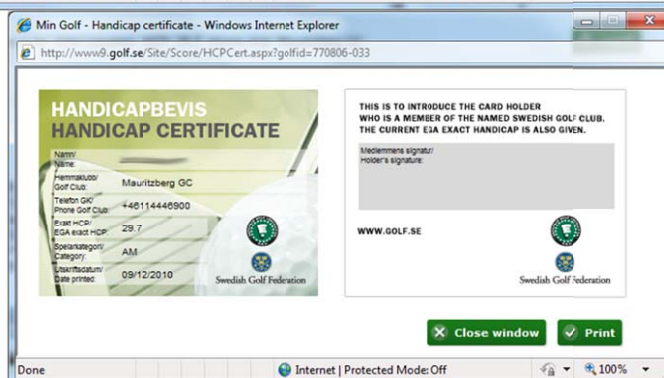 Min Golf - Handicap certificate - Windows Internet Explorer
http://www9.golf.se/Site/Score/HCPCert.aspx?golfid=770806-033
HANDICAPBEVIS
HANDICAP CERTIFICATE
Namn/
Name:
Hemmaklubb/
Golf Club:
Mauritzberg GC
Telefon GK/
Phone Golf Club:
+46114446900
Exakt HCP/
EGA exact HCP:
29.7
Spelarkategori/
Category:
AM
Utskriftsdatum/
Date printed:
09/12/2010
Swedish Golf Federation
THIS IS TO INTRODUCE THE CARD HOLDER
WHO IS A MEMBER OF THE NAMED SWEDISH GOLF CLUB.
THE CURRENT EGA EXACT HANDICAP IS ALSO GIVEN.
Medlemmens signatur/
Holder's signature:
WWW.GOLF.SE
Swedish Golf Federation
Close window
Print
Done
Internet | Protected Mode: Off
100%